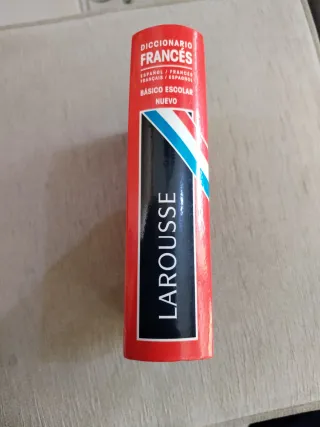 DICCIONARIO
FRANCÉS
ESPAÑOL / FRANCÉS
FRANÇAIS / ESPAGNOL
BÁSICO ESCOLAR
NUEVO
LAROUSSE